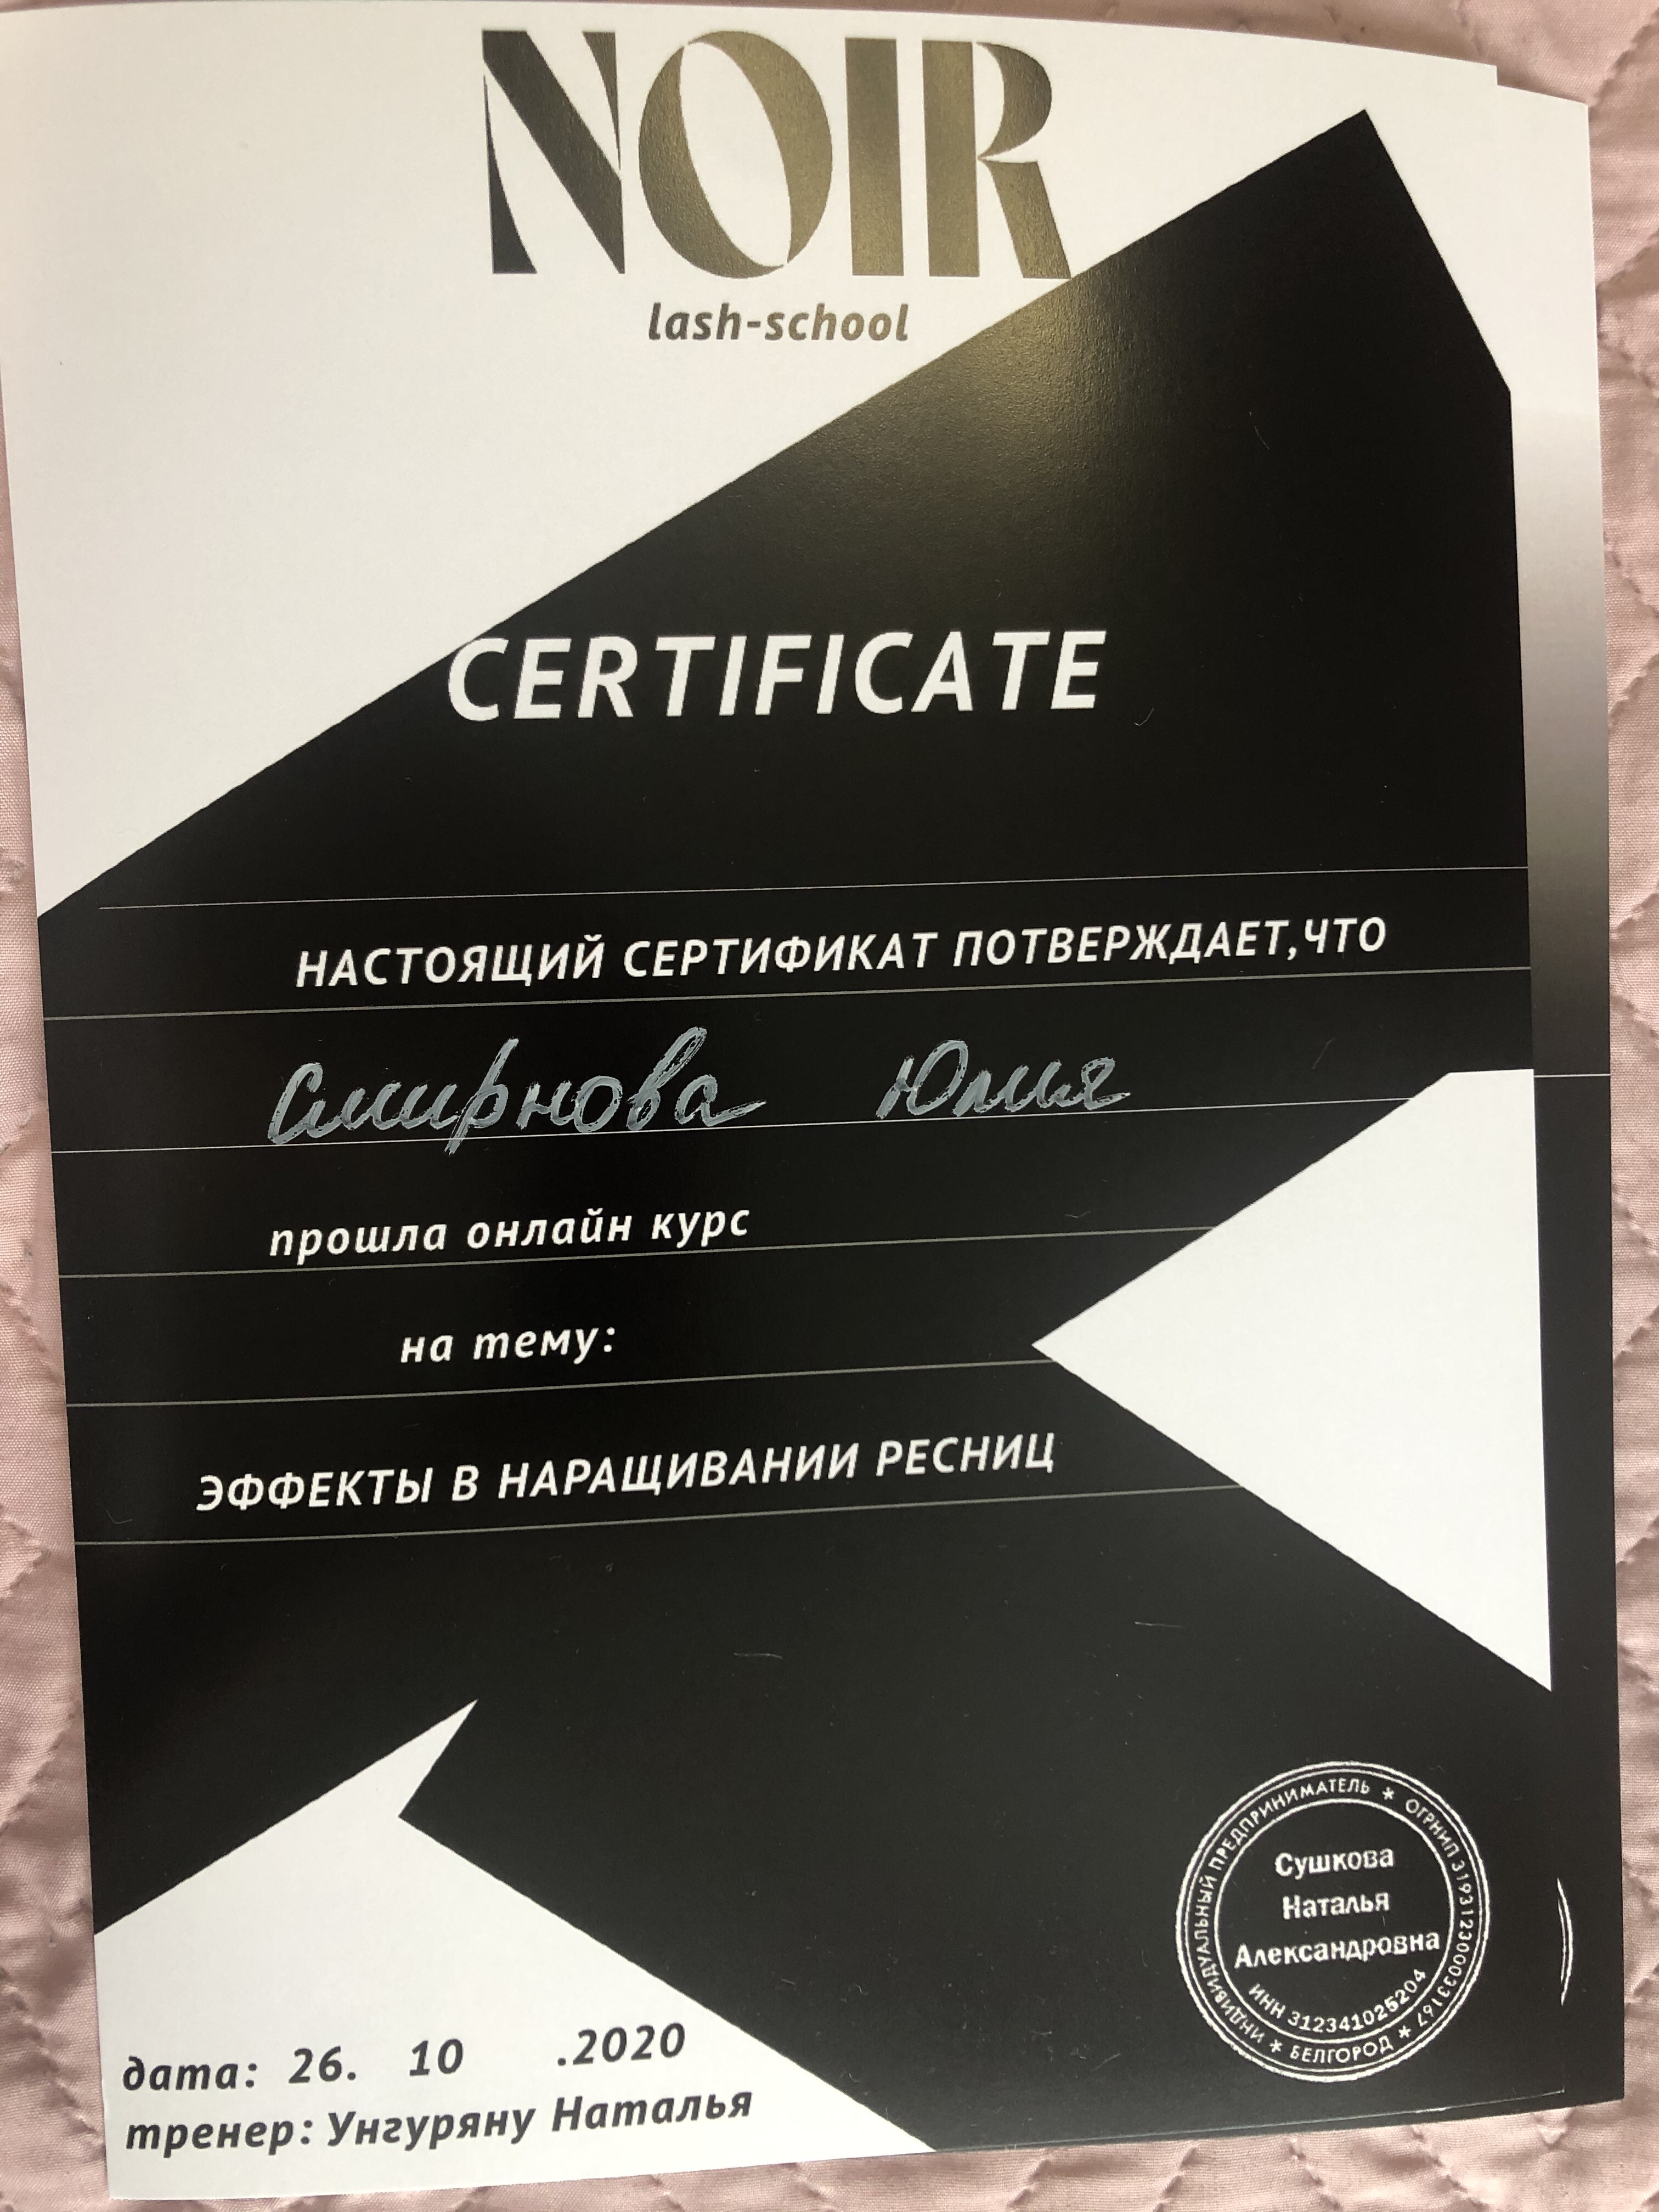 NOIR
lash-school
CERTIFICATE
НАСТОЯЩИЙ СЕРТИФИКАТ ПОТВЕРЖДАЕТ,ЧТО
Смирнова Юлия
прошла онлайн курс
на тему:
ЭФФЕКТЫ В НАРАЩИВАНИИ РЕСНИЦ
ИНДИВИДУАЛЬНЫЙ ПРЕДПРИНИМАТЕЛЬ * ОГРНИП 319312300033167 * БЕЛГОРОД *
Сушкова
Наталья
Александровна
ИНН 312341025204
дата: 26. 10 .2020
тренер: Унгуряну Наталья